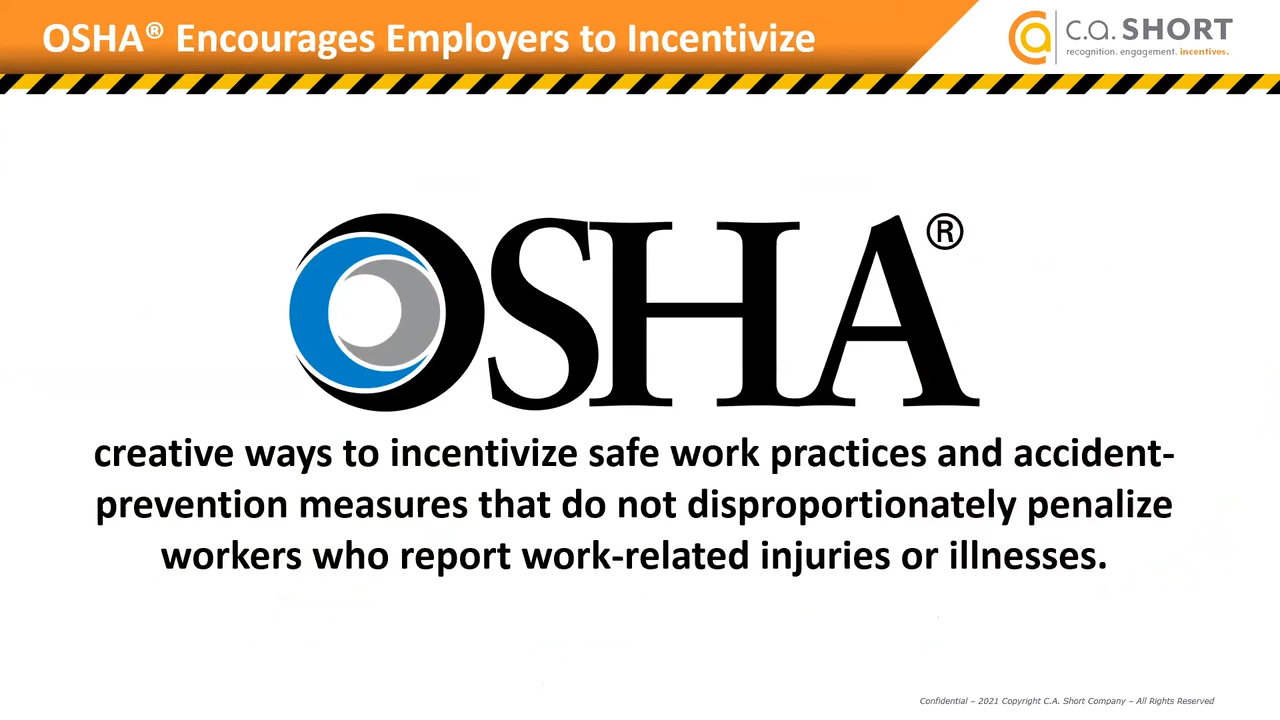 OSHA® Encourages Employers to Incentivize
c.a. SHORT
recognition. engagement. incentives.
OSHA®
creative ways to incentivize safe work practices and accident-
prevention measures that do not disproportionately penalize
workers who report work-related injuries or illnesses.
Confidential – 2021 Copyright C.A. Short Company – All Rights Reserved